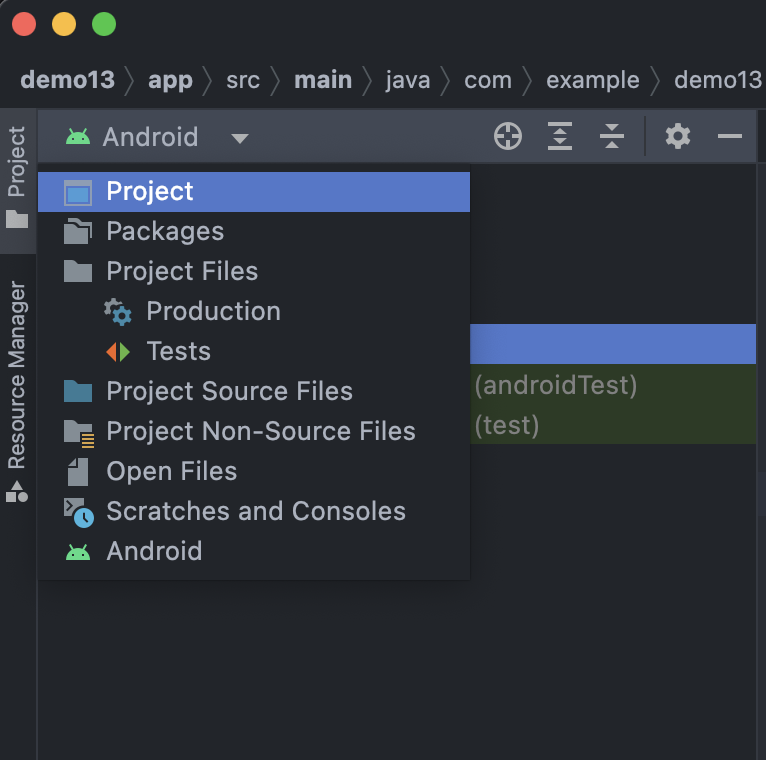 demo13 app src main java com example demo13
Project
Android
Project
Packages
Project Files
Production
Tests
(androidTest)
Project Source Files
(test)
Project Non-Source Files
Resource Manager
Open Files
Scratches and Consoles
Android